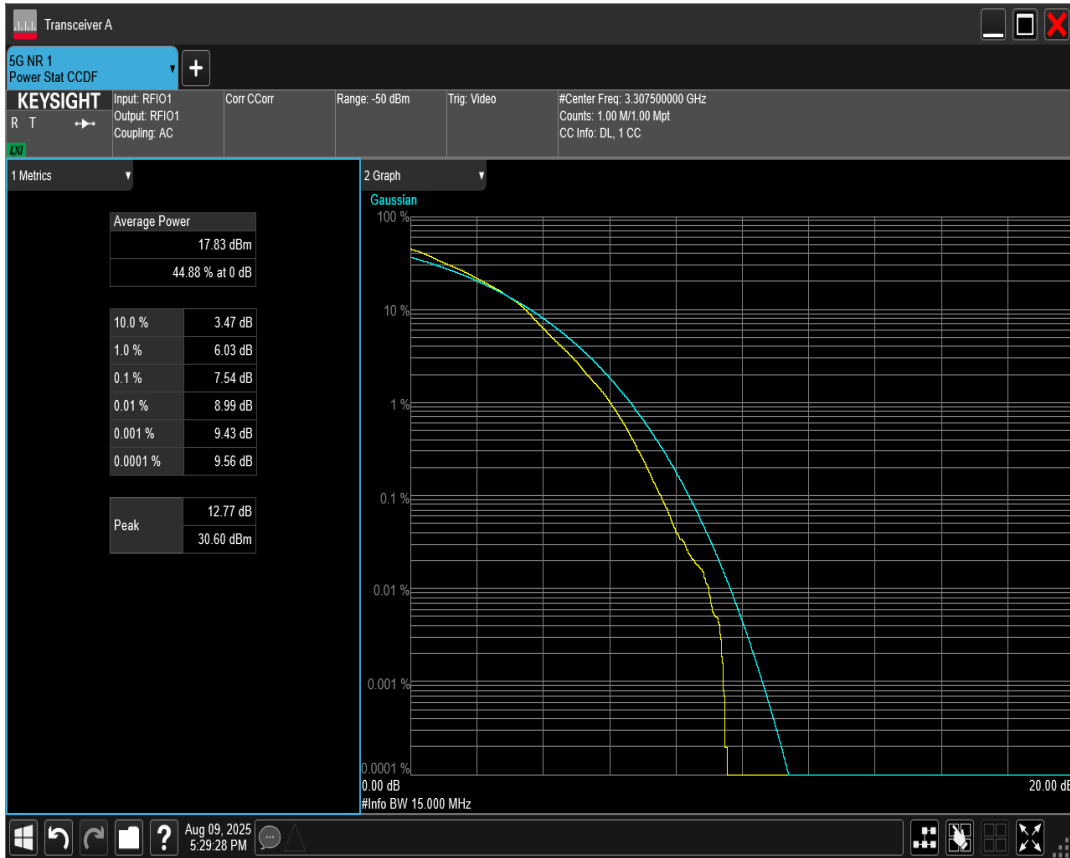 Transceiver A
5G NR 1
Power Stat CCDF
+
KEYSIGHT
R T
LXI
Input: RFIO1
Output: RFIO1
Coupling: AC
Corr CCorr
Range: -50 dBm
Trig: Video
#Center Freq: 3.307500000 GHz
Counts: 1.00 M/1.00 Mpt
CC Info: DL, 1 CC
1 Metrics
Average Power
17.83 dBm
44.88 % at 0 dB
10.0 % 3.47 dB
1.0 % 6.03 dB
0.1 % 7.54 dB
0.01 % 8.99 dB
0.001 % 9.43 dB
0.0001 % 9.56 dB
Peak
12.77 dB
30.60 dBm
2 Graph
Gaussian
100 %
10 %
1 %
0.1 %
0.01 %
0.001 %
0.0001 %
0.00 dB 20.00 dB
#Info BW 15.000 MHz
?
Aug 09, 2025
5:29:28 PM